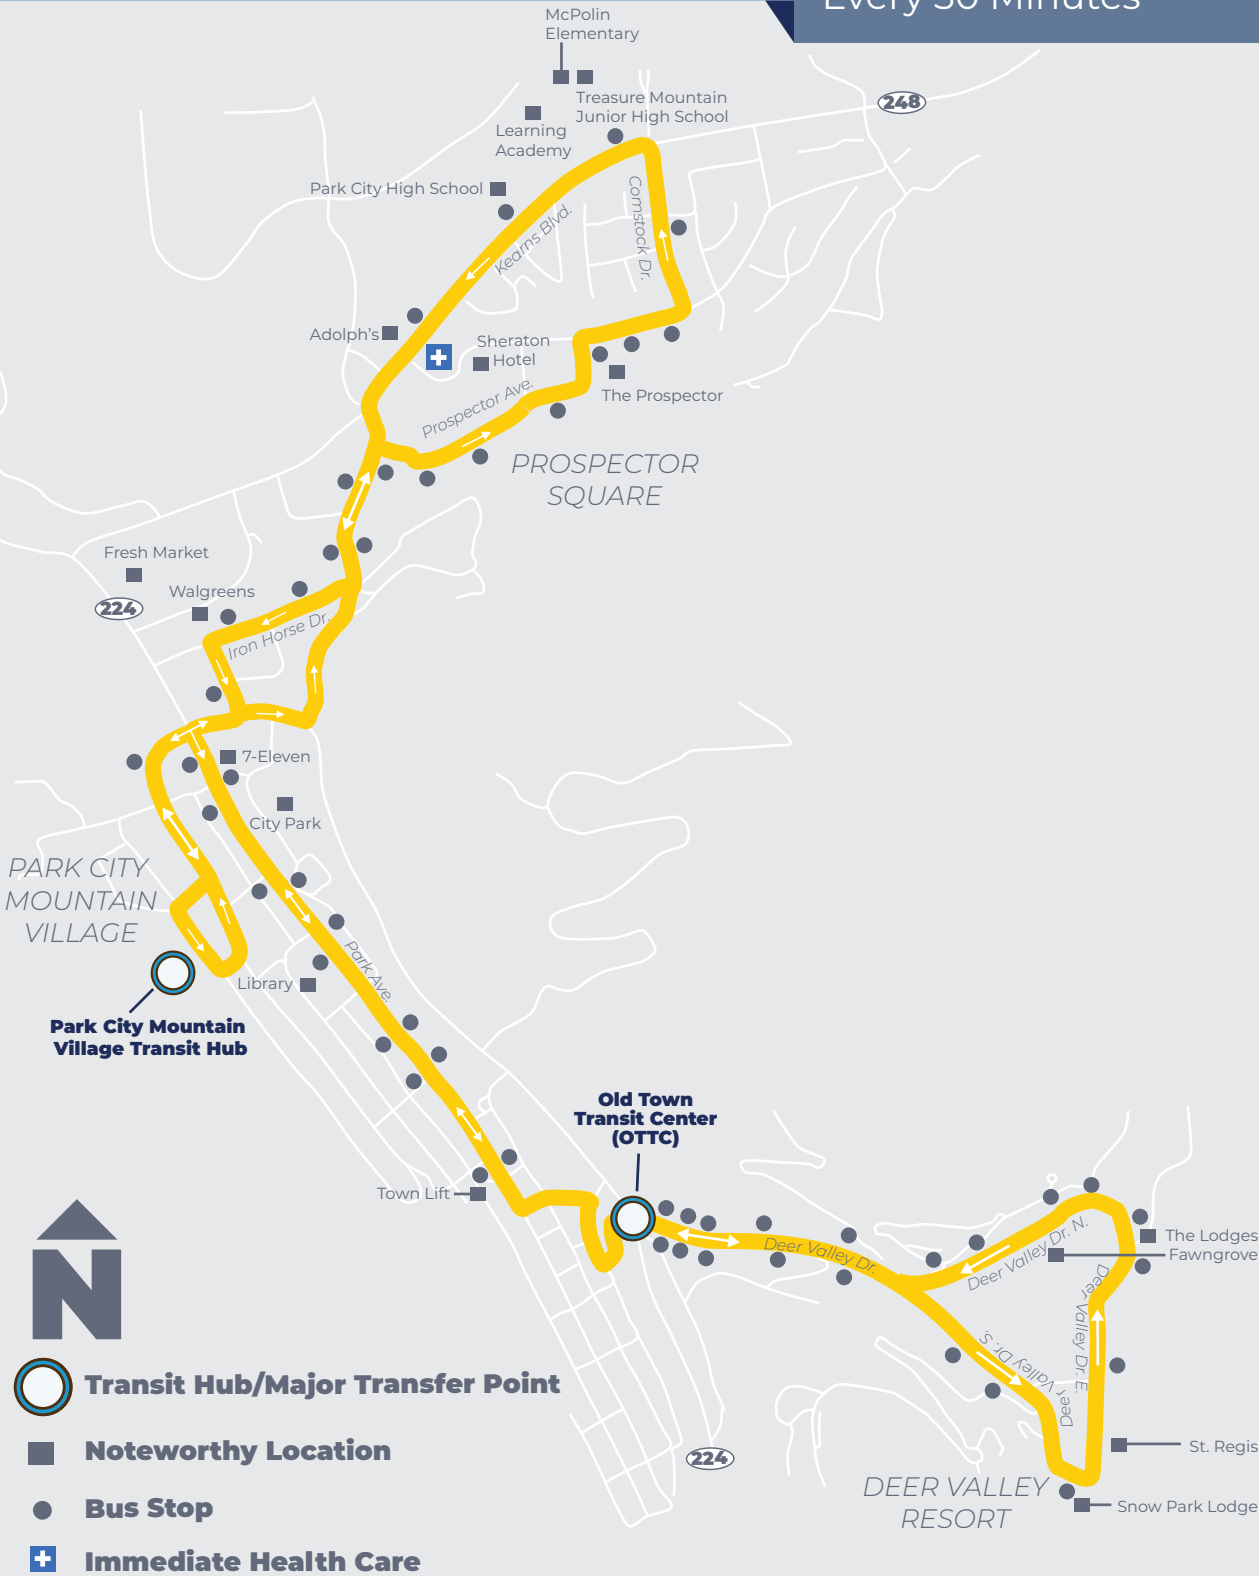 Every 30 Minutes
McPolin
Elementary
248
Treasure Mountain
Junior High School
Learning
Academy
Park City High School
Comstock Dr.
Kearns Blvd.
Adolph's
Sheraton
Hotel
Prospector Ave.
The Prospector
PROSPECTOR
SQUARE
Fresh Market
Walgreens
224
Iron Horse Dr.
7-Eleven
City Park
PARK CITY
MOUNTAIN
VILLAGE
Park Ave.
Library
Park City Mountain
Village Transit Hub
Old Town
Transit Center
(OTTC)
Town Lift
Deer Valley Dr.
Deer Valley Dr. N.
The Lodges
Fawngrove
Deer Valley Dr. E.
Deer Valley Dr. S.
224
St. Regis
DEER VALLEY
RESORT
Snow Park Lodge
N
Transit Hub/Major Transfer Point
Noteworthy Location
Bus Stop
Immediate Health Care